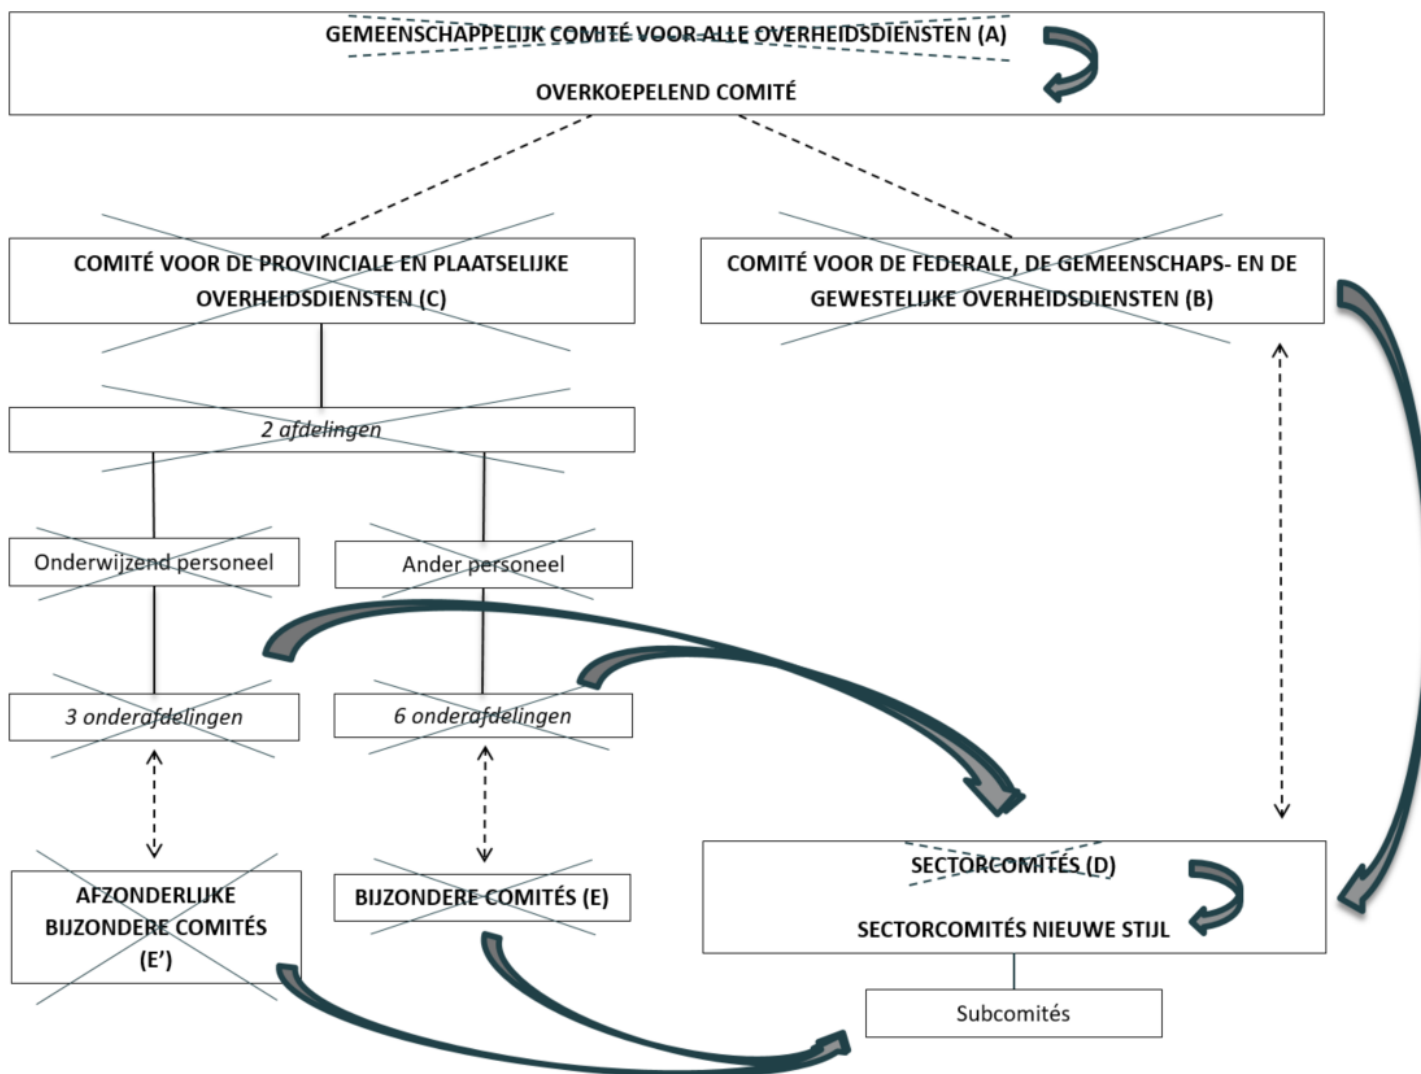 GEMEENSCHAPPELIJK COMITÉ VOOR ALLE OVERHEIDSDIENSTEN (A)
OVERKOEPELEND COMITÉ
COMITÉ VOOR DE PROVINCIALE EN PLAATSELIJKE
OVERHEIDSDIENSTEN (C)
COMITÉ VOOR DE FEDERALE, DE GEMEENSCHAPS- EN DE
GEWESTELIJKE OVERHEIDSDIENSTEN (B)
2 afdelingen
Onderwijzend personeel
Ander personeel
3 onderafdelingen
6 onderafdelingen
AFZONDERLIJKE
BIJZONDERE COMITÉS
(E’)
BIJZONDERE COMITÉS (E)
SECTORCOMITÉS (D)
SECTORCOMITÉS NIEUWE STIJL
Subcomités